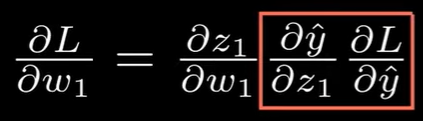 ∂L/∂w₁ = ∂z₁/∂w₁ ∂ŷ/∂z₁ ∂L/∂ŷ